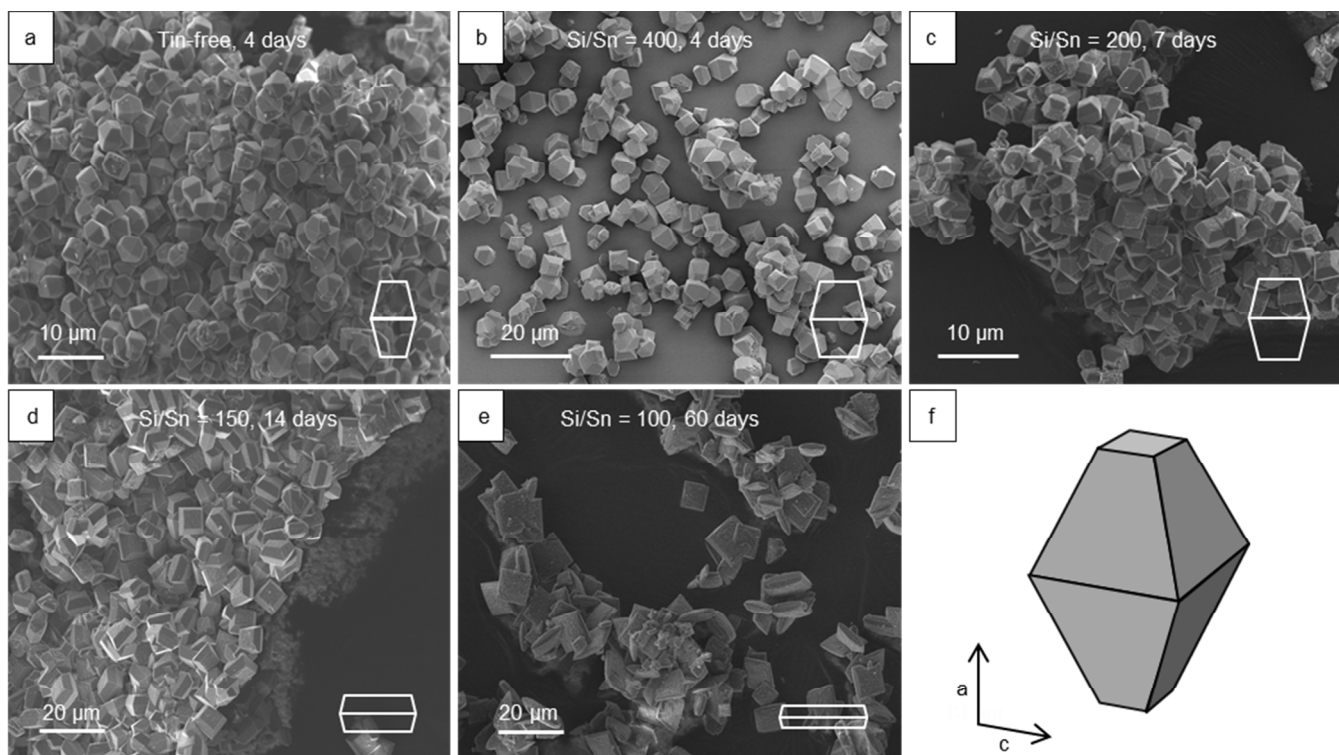 a
Tin-free, 4 days
10 µm
b
Si/Sn = 400, 4 days
20 µm
c
Si/Sn = 200, 7 days
10 µm
d
Si/Sn = 150, 14 days
20 µm
e
Si/Sn = 100, 60 days
20 µm
f
a
c